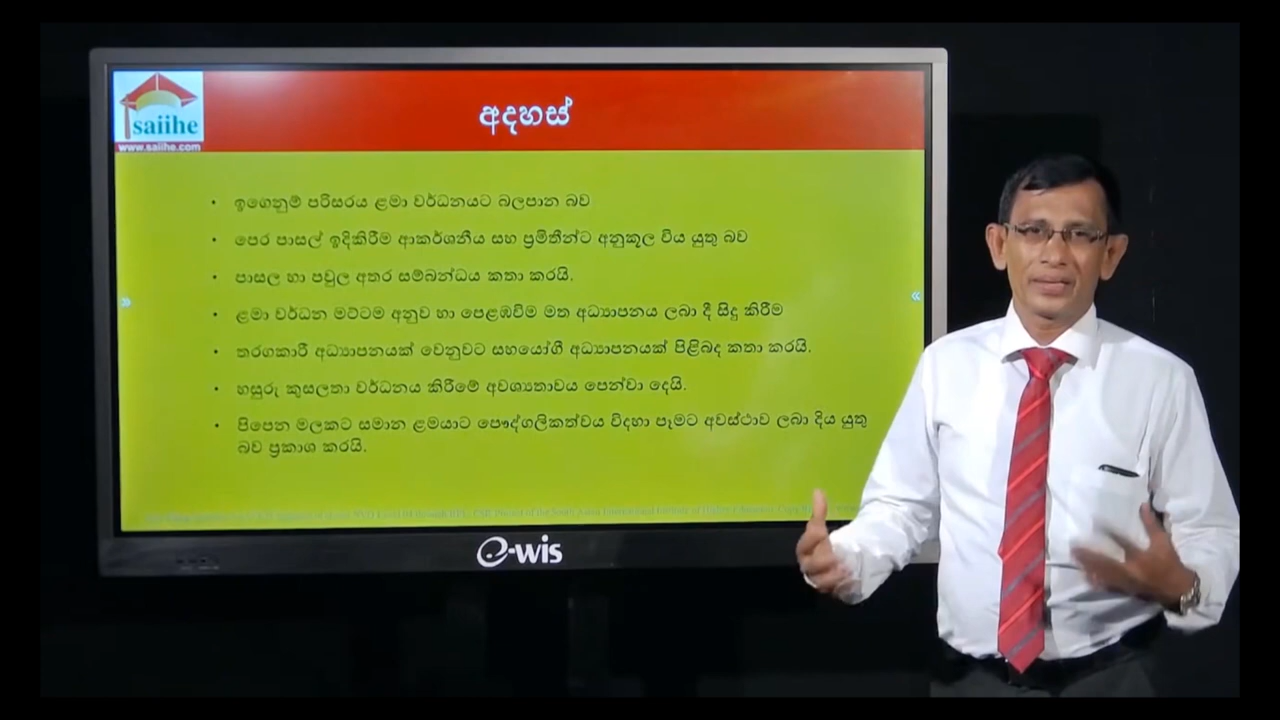 saiihe
www.saiihe.com
අදහස්
• ඉගෙනුම් පරිසරය ළමා වර්ධනයට බලපාන බව
• පෙර පාසල් ඉදිකිරීම ආකර්ශනීය සහ ප්‍රමිතීන්ට අනුකූල විය යුතු බව
• පාසල හා පවුල අතර සම්බන්ධය කතා කරයි.
• ළමා වර්ධන මට්ටම අනුව හා පෙළඹවීම මත අධ්‍යාපනය ලබා දී සිදු කිරීම
• තරගකාරී අධ්‍යාපනයක් වෙනුවට සහයෝගී අධ්‍යාපනයක් පිළිබද කතා කරයි.
• හසුරු කුසලතා වර්ධනය කිරීමේ අවශ්‍යතාවය පෙන්වා දෙයි.
• පිපෙන මලකට සමාන ළමයාට පෞද්ගලිකත්වය විදහා පෑමට අවස්ථාව ලබා දිය යුතු
බව ප්‍රකාශ කරයි.
e-wis